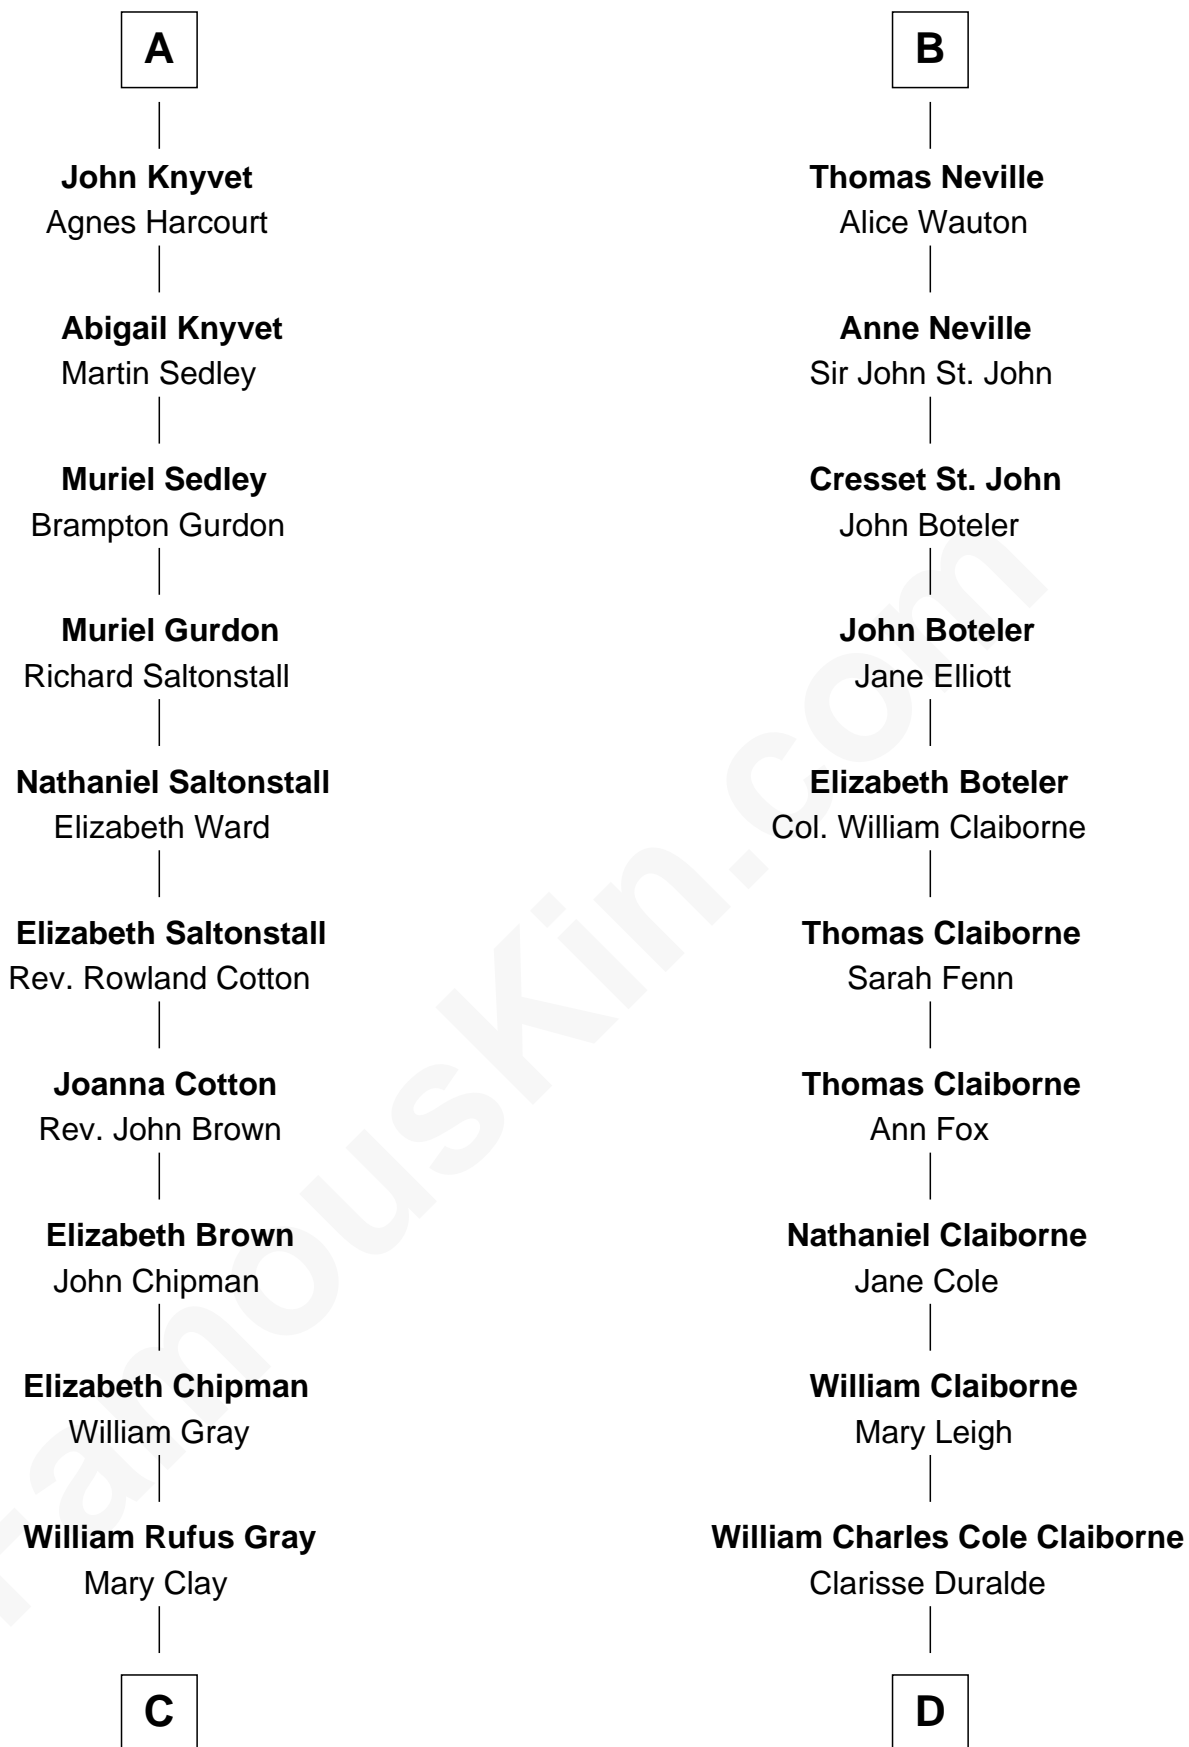 A
John Knyvet
Agnes Harcourt
Abigail Knyvet
Martin Sedley
Muriel Sedley
Brampton Gurdon
Muriel Gurdon
Richard Saltonstall
Nathaniel Saltonstall
Elizabeth Ward
Elizabeth Saltonstall
Rev. Rowland Cotton
Joanna Cotton
Rev. John Brown
Elizabeth Brown
John Chipman
Elizabeth Chipman
William Gray
William Rufus Gray
Mary Clay
C
B
Thomas Neville
Alice Wauton
Anne Neville
Sir John St. John
Cresset St. John
John Boteler
John Boteler
Jane Elliott
Elizabeth Boteler
Col. William Claiborne
Thomas Claiborne
Sarah Fenn
Thomas Claiborne
Ann Fox
Nathaniel Claiborne
Jane Cole
William Claiborne
Mary Leigh
William Charles Cole Claiborne
Clarisse Duralde
D
FamousKin.com